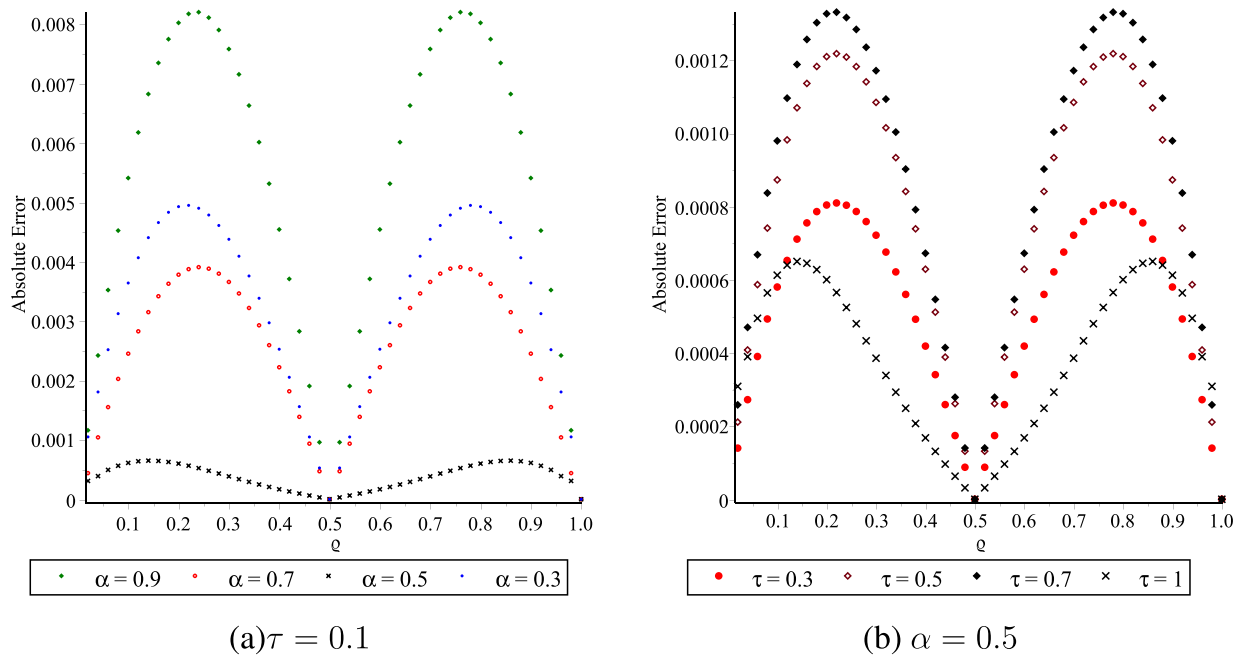 0.008
0.007
0.006
0.005
0.004
0.003
0.002
0.001
0
Absolute Error
0.1 0.2 0.3 0.4 0.5 0.6 0.7 0.8 0.9 1.0
ϱ
α = 0.9 α = 0.7 α = 0.5 α = 0.3
(a)τ = 0.1
0.0012
0.0010
0.0008
0.0006
0.0004
0.0002
0
Absolute Error
0.1 0.2 0.3 0.4 0.5 0.6 0.7 0.8 0.9 1.0
ϱ
τ = 0.3 τ = 0.5 τ = 0.7 τ = 1
(b) α = 0.5